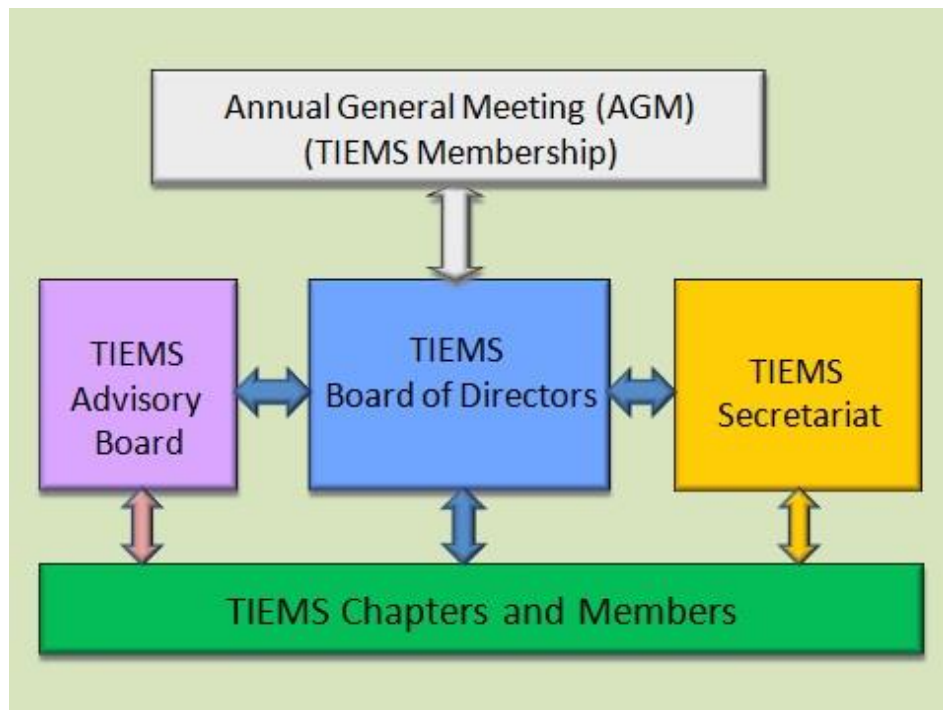 Annual General Meeting (AGM)
(TIEMS Membership)
TIEMS
Advisory
Board
TIEMS
Board of Directors
TIEMS
Secretariat
TIEMS Chapters and Members